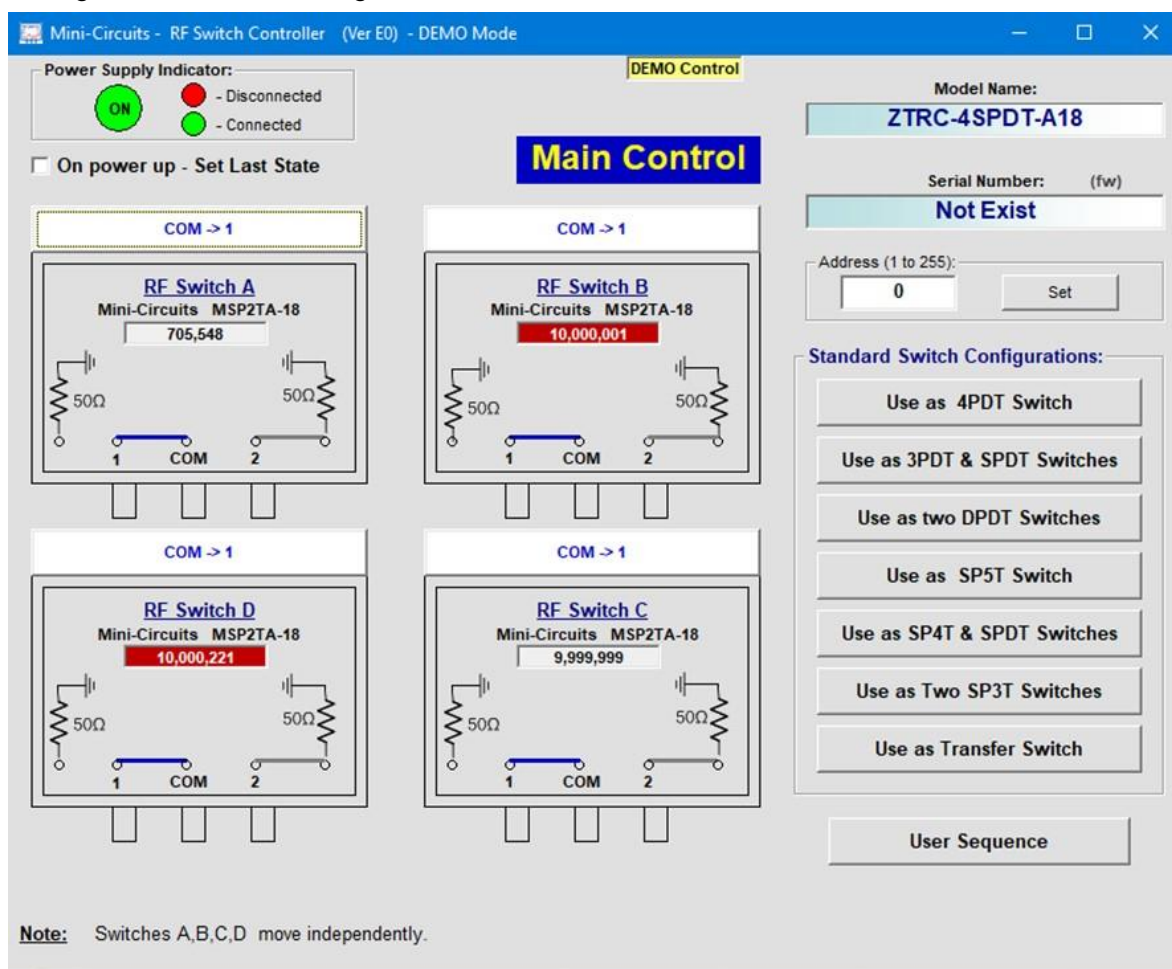 Mini-Circuits - RF Switch Controller (Ver E0) - DEMO Mode
Power Supply Indicator:
ON
- Disconnected
- Connected
DEMO Control
On power up - Set Last State
Main Control
Model Name:
ZTRC-4SPDT-A18
Serial Number: (fw)
Not Exist
Address (1 to 255):
0 Set
COM -> 1
RF Switch A
Mini-Circuits MSP2TA-18
705,548
50Ω 50Ω
1 COM 2
COM -> 1
RF Switch B
Mini-Circuits MSP2TA-18
10,000,001
50Ω 50Ω
1 COM 2
COM -> 1
RF Switch D
Mini-Circuits MSP2TA-18
10,000,221
50Ω 50Ω
1 COM 2
COM -> 1
RF Switch C
Mini-Circuits MSP2TA-18
9,999,999
50Ω 50Ω
1 COM 2
Standard Switch Configurations:
Use as 4PDT Switch
Use as 3PDT & SPDT Switches
Use as two DPDT Switches
Use as SP5T Switch
Use as SP4T & SPDT Switches
Use as Two SP3T Switches
Use as Transfer Switch
User Sequence
Note: Switches A,B,C,D move independently.